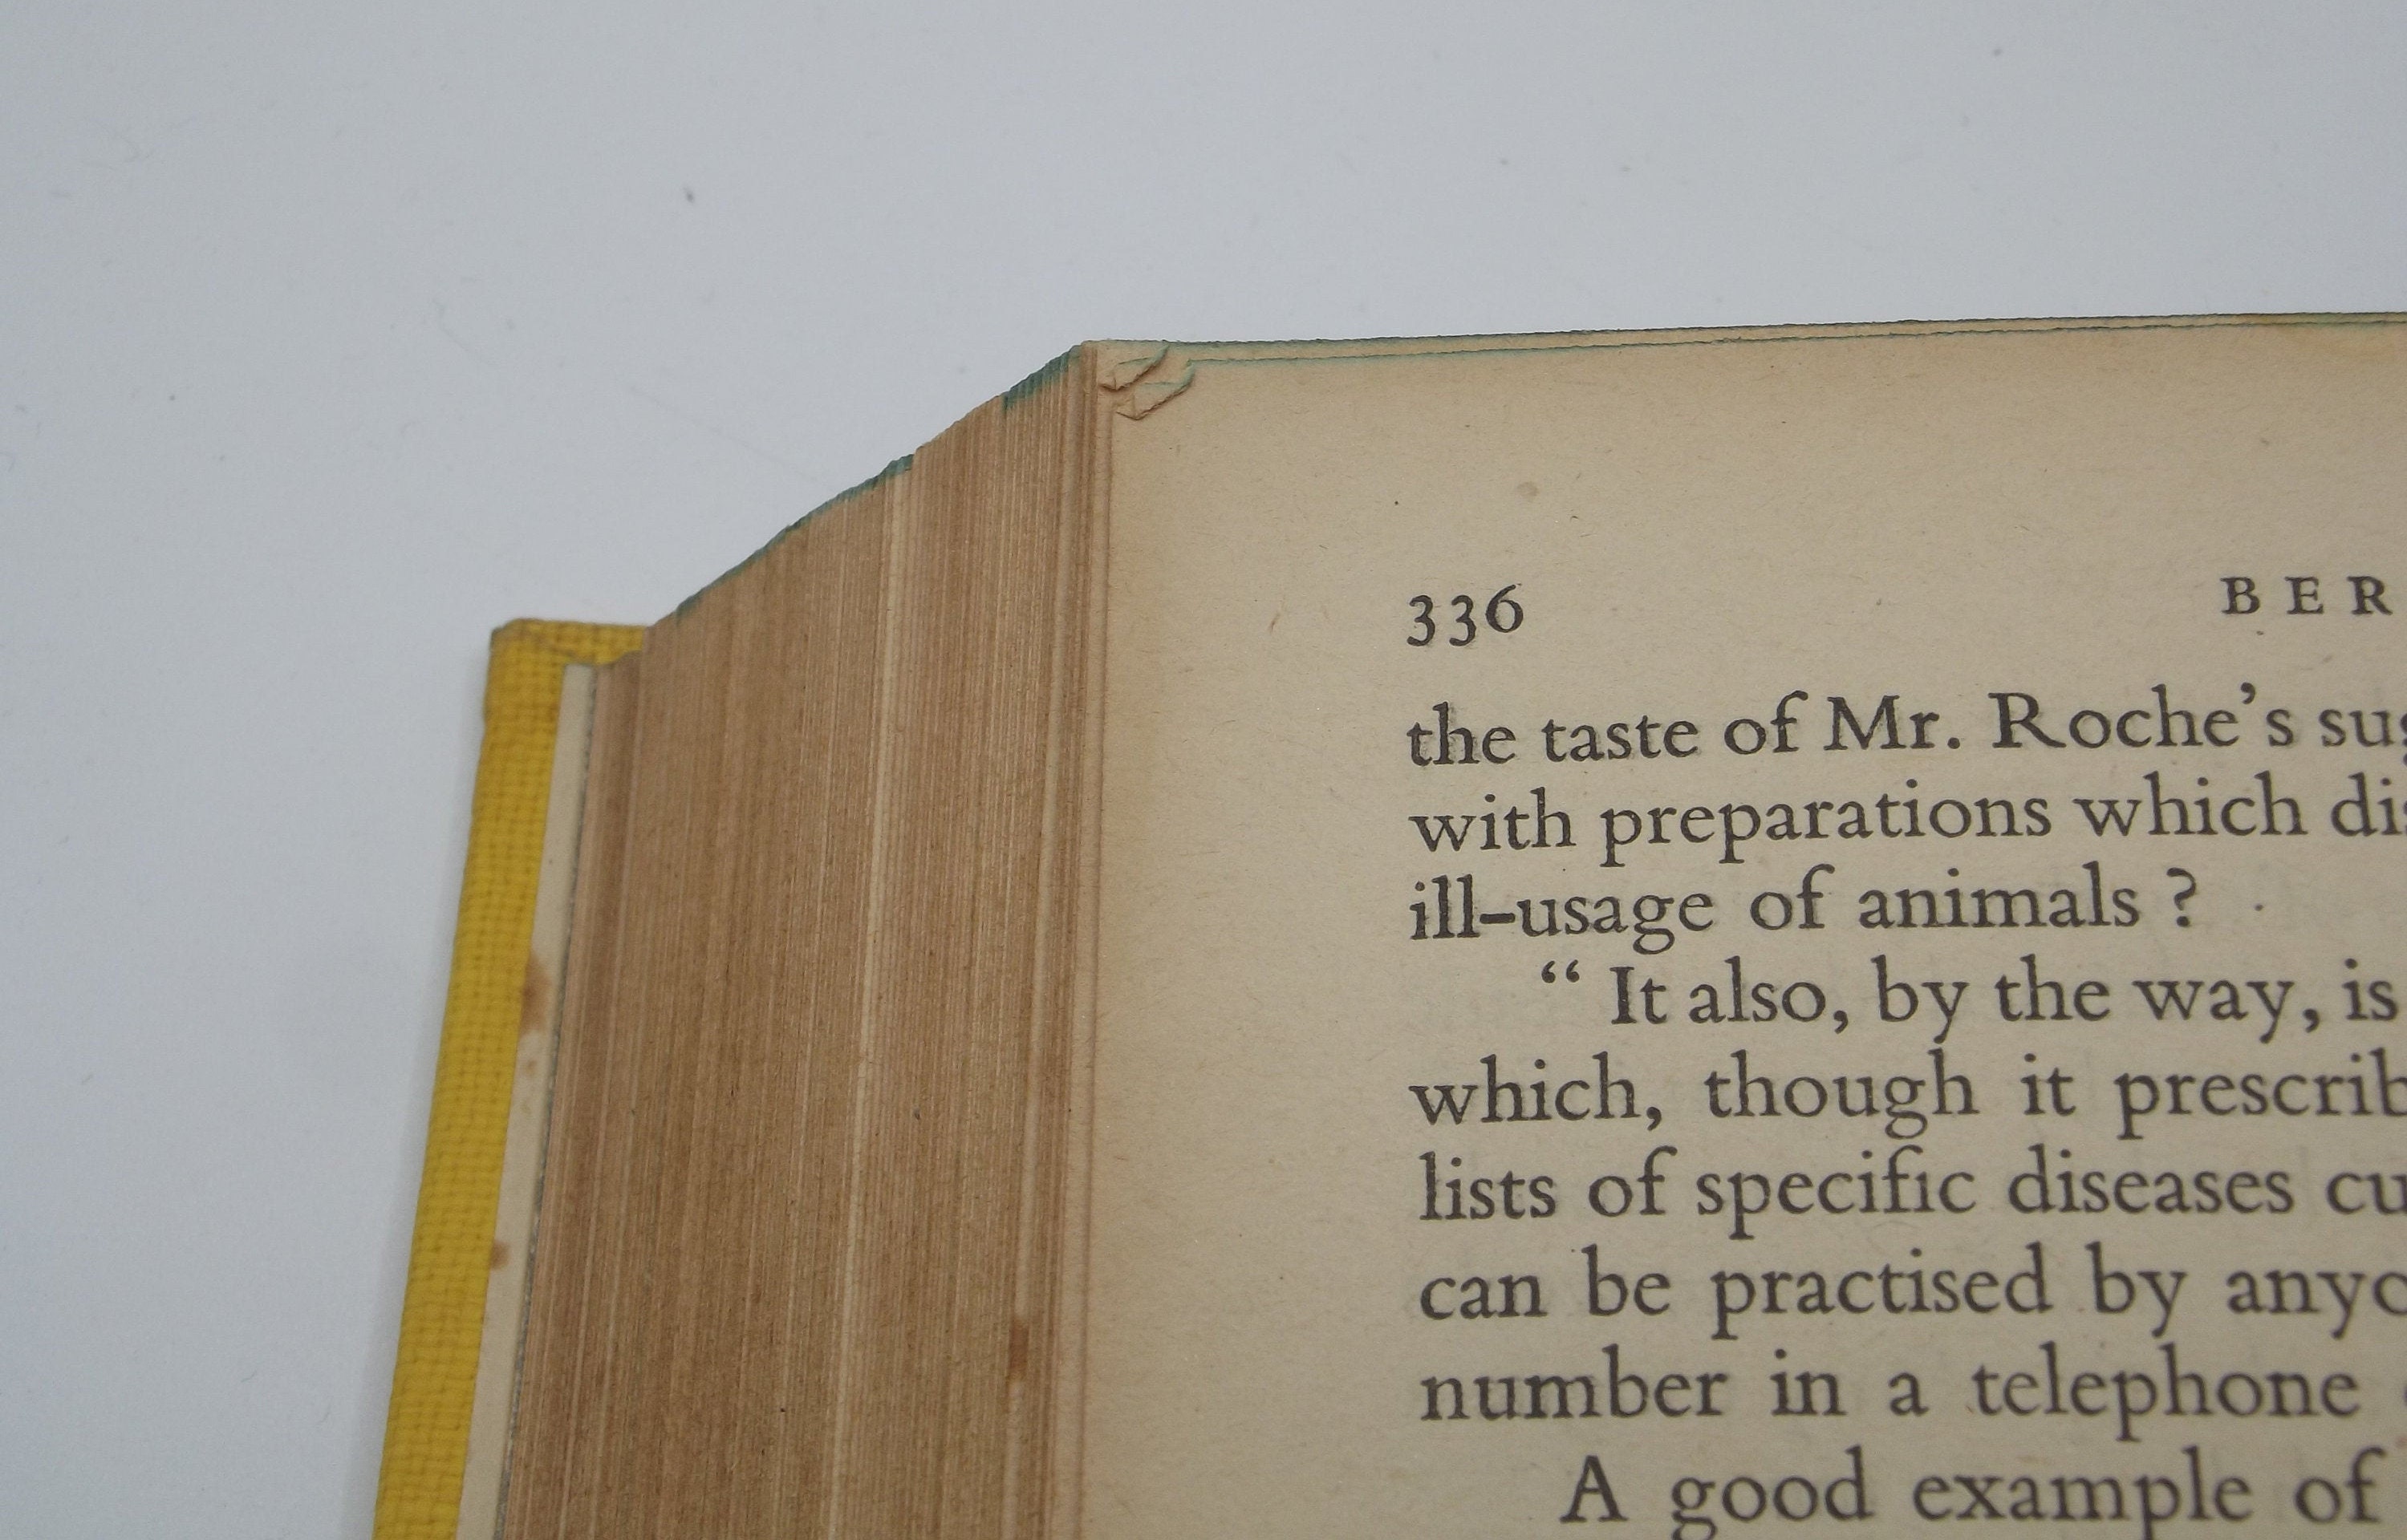 336 BER
the taste of Mr. Roche's su
with preparations which di
ill-usage of animals ?
“ It also, by the way, is
which, though it prescrib
lists of specific diseases cu
can be practised by anyo
number in a telephone
A good example of